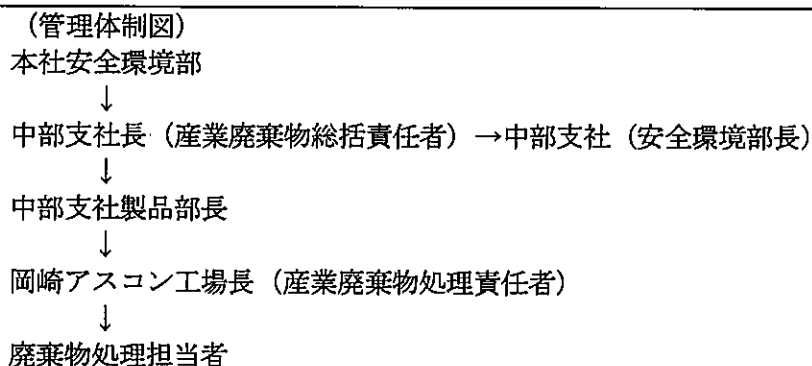 （管理体制図）
本社安全環境部
↓
中部支社長（産業廃棄物総括責任者）→中部支社（安全環境部長）
↓
中部支社製品部長
↓
岡崎アスコン工場長（産業廃棄物処理責任者）
↓
廃棄物処理担当者